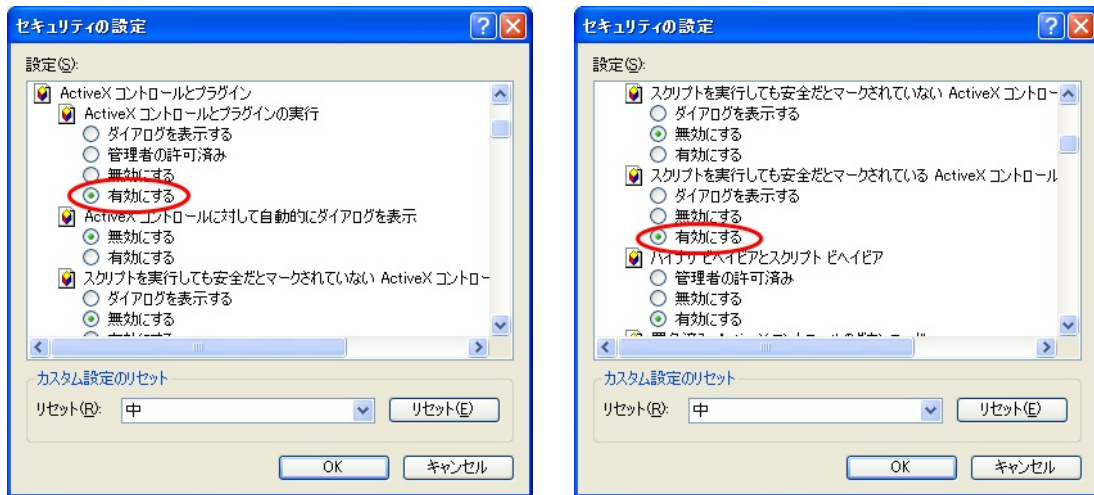 セキュリティの設定
設定(S):
ActiveX コントロールとプラグイン
ActiveX コントロールとプラグインの実行
ダイアログを表示する
管理者の許可済み
無効にする
有効にする
ActiveX コントロールに対して自動的にダイアログを表示
無効にする
有効にする
スクリプトを実行しても安全だとマークされていない ActiveX コントロー
ダイアログを表示する
無効にする
カスタム設定のリセット
リセット(R):
中
リセット(E)
OK
キャンセル
セキュリティの設定
設定(S):
スクリプトを実行しても安全だとマークされていない ActiveX コントロー
ダイアログを表示する
無効にする
有効にする
スクリプトを実行しても安全だとマークされている ActiveX コントロール
ダイアログを表示する
無効にする
有効にする
バイナリ ビヘイビアとスクリプト ビヘイビア
管理者の許可済み
無効にする
有効にする
カスタム設定のリセット
リセット(R):
中
リセット(E)
OK
キャンセル